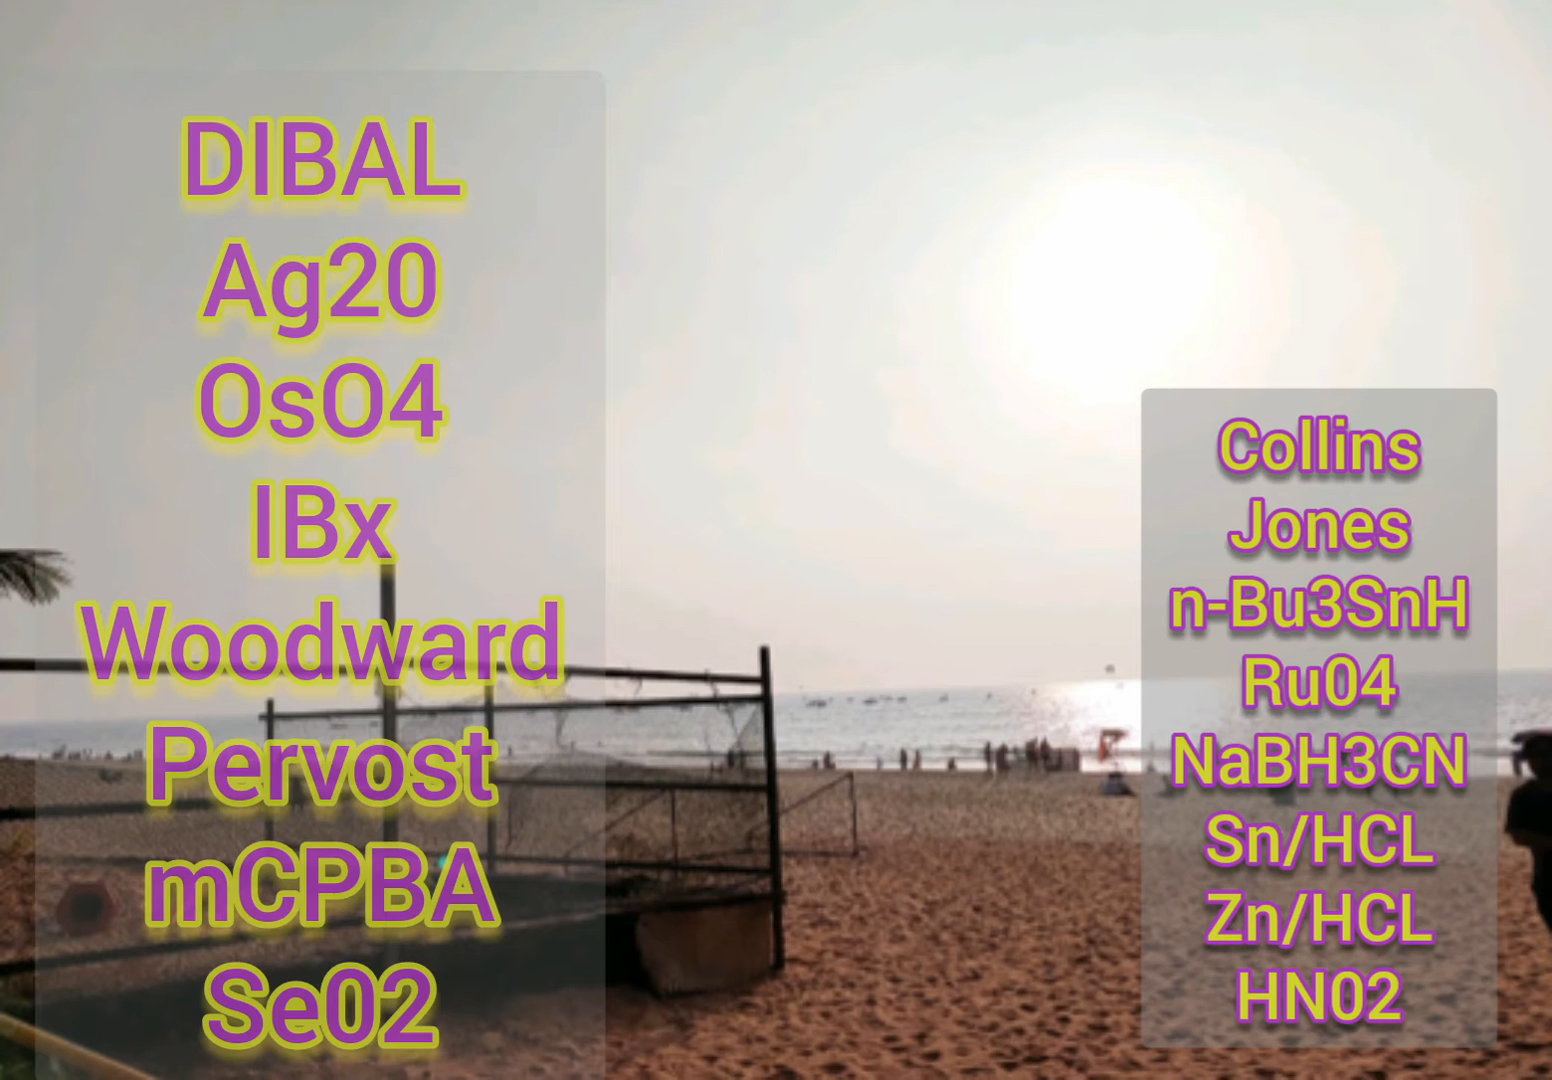 DIBAL
Ag20
OsO4
IBx
Woodward
Pervost
mCPBA
Se02
Collins
Jones
n-Bu3SnH
Ru04
NaBH3CN
Sn/HCL
Zn/HCL
HN02